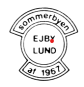 sommerbyen
EJBY
LUND
af 1967